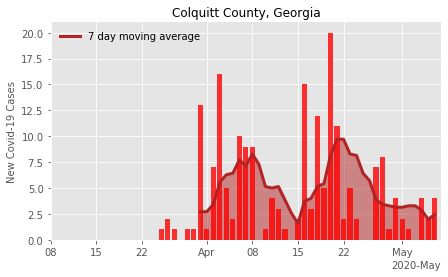 Colquitt County, Georgia
7 day moving average
New Covid-19 Cases
20.0
17.5
15.0
12.5
10.0
7.5
5.0
2.5
0.0
08 15 22 Apr 08 15 22 May
2020-May